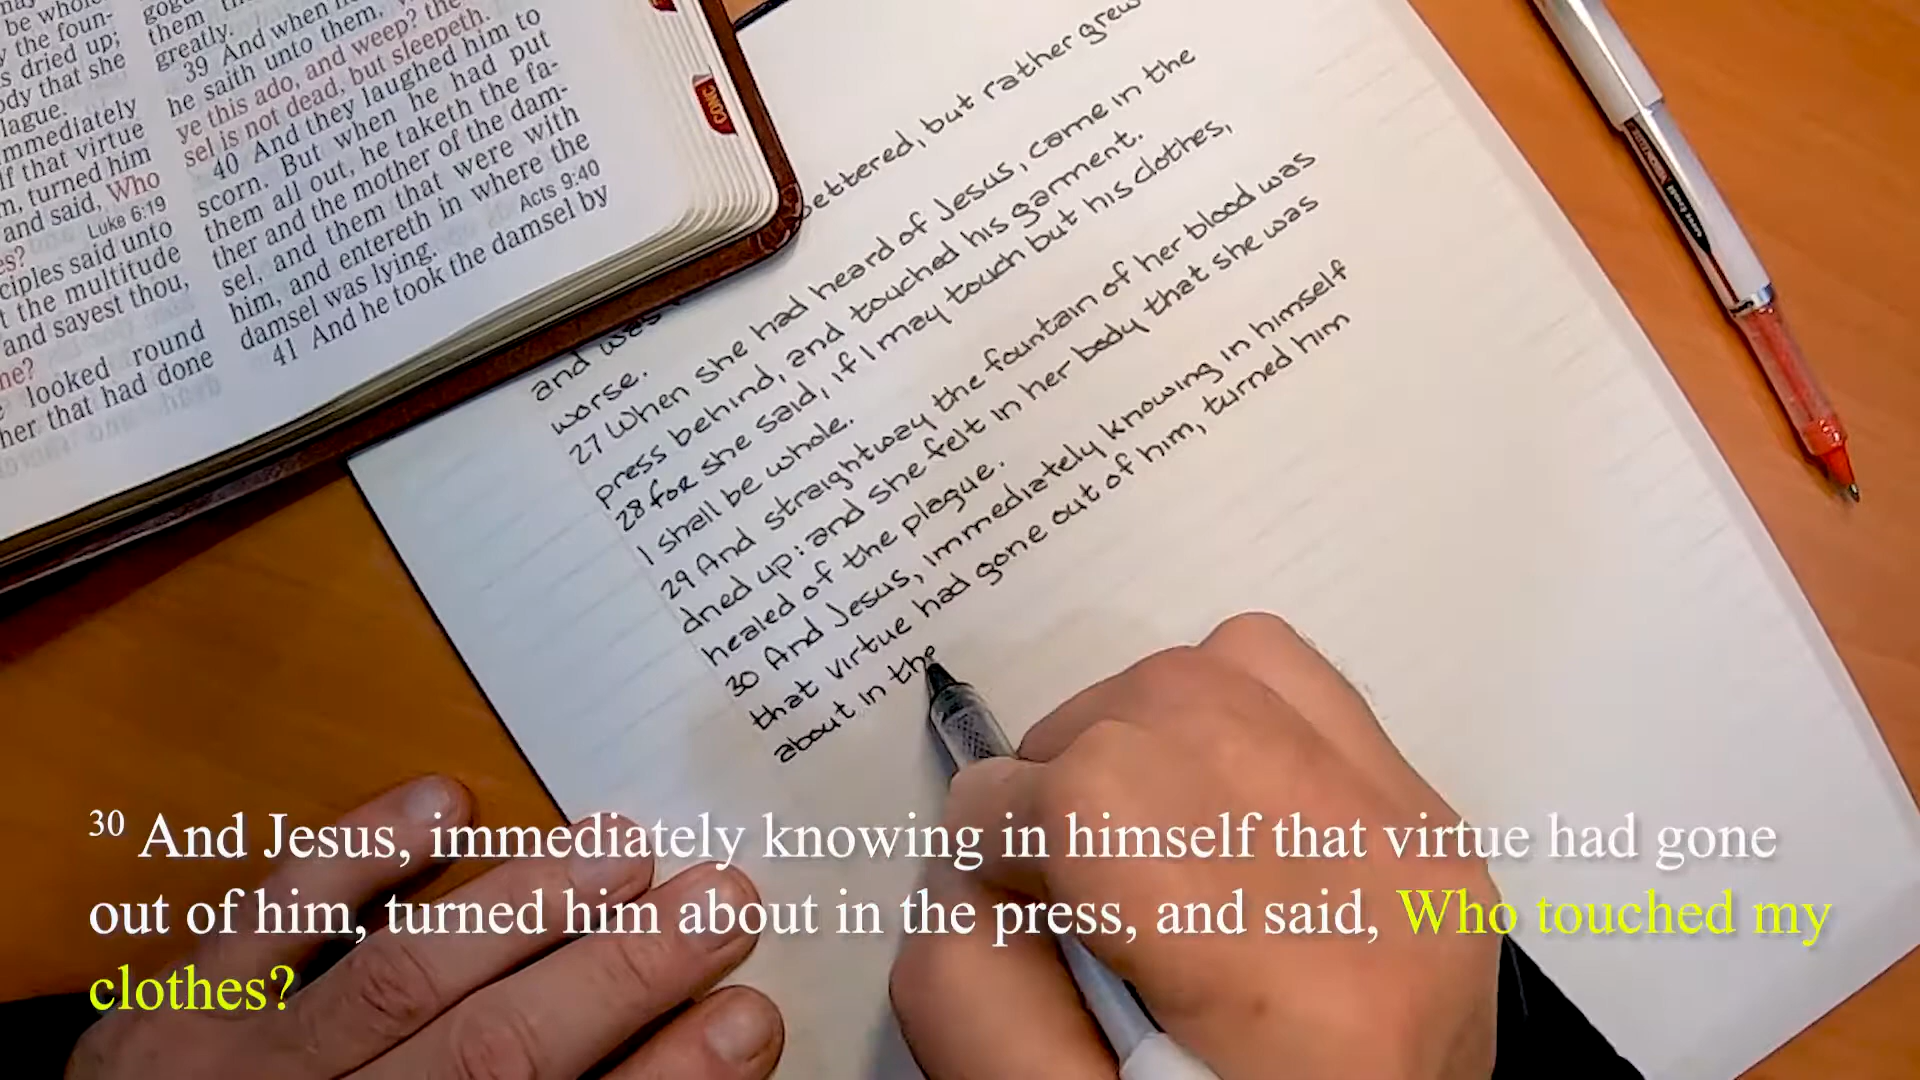 be whole
the foun-
s dried up;
ody that she
lague.
mmediately
lf that virtue
m, turned him
and said, Who
Luke 6:19
es?
ciples said unto
t the multitude
and sayest thou,
me?
looked round
her that had done
them
greatly.
39 And when
he saith unto them,
ye this ado, and weep? the
sel is not dead, but sleepeth.
40 And they laughed him to
scorn. But when he had put
them all out, he taketh the fa-
ther and the mother of the dam-
sel, and them that were with
him, and entereth in where the
damsel was lying.
Acts 9:40
41 And he took the damsel by
CONC
bettered, but rather grew
and was
worse.
27 When she had heard of Jesus, came in the
press behind, and touched his garment.
28 for she said, if I may touch but his clothes,
I shall be whole.
29 And straightway the fountain of her blood was
dried up: and she felt in her body that she was
healed of the plague.
30 And Jesus, immediately knowing in himself
that virtue had gone out of him, turned him
about in the
30 And Jesus, immediately knowing in himself that virtue had gone
out of him, turned him about in the press, and said, Who touched my
clothes?